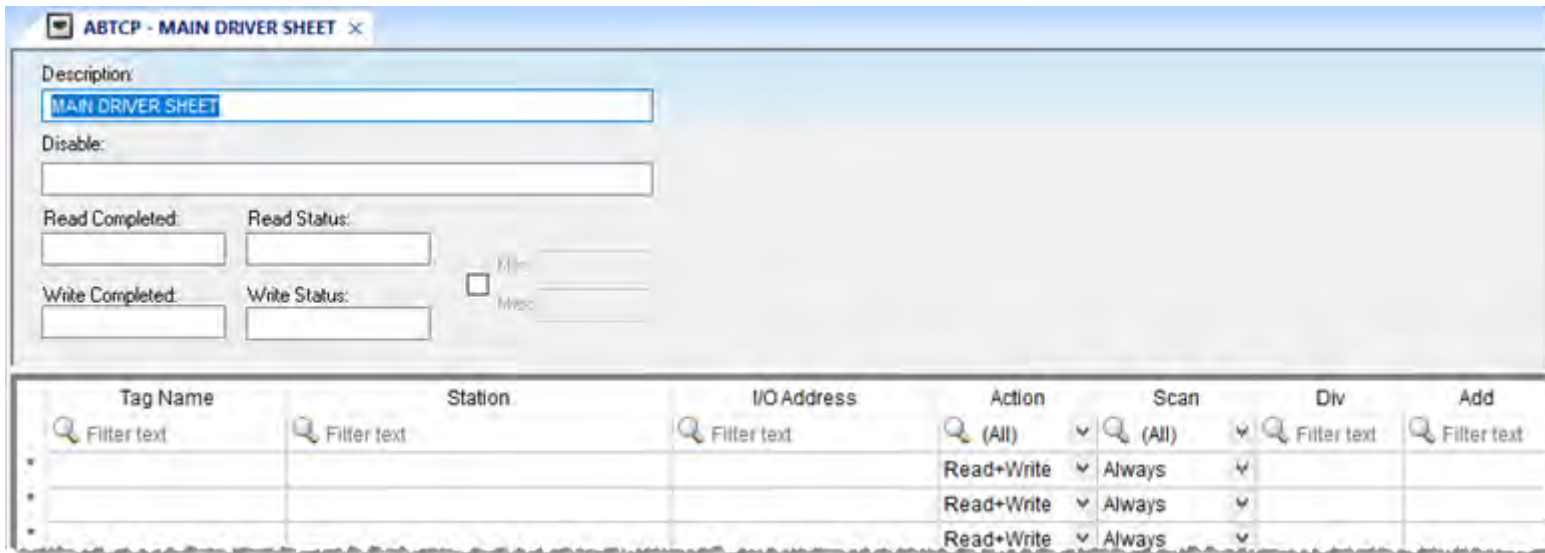 ABTCP - MAIN DRIVER SHEET ×
Description:
MAIN DRIVER SHEET
Disable:
Read Completed: Read Status:
Min:
Write Completed: Write Status:
Max:
Tag Name Station I/O Address Action Scan Div Add
Filter text Filter text Filter text (All) (All) Filter text Filter text
* Read+Write Always
* Read+Write Always
* Read+Write Always